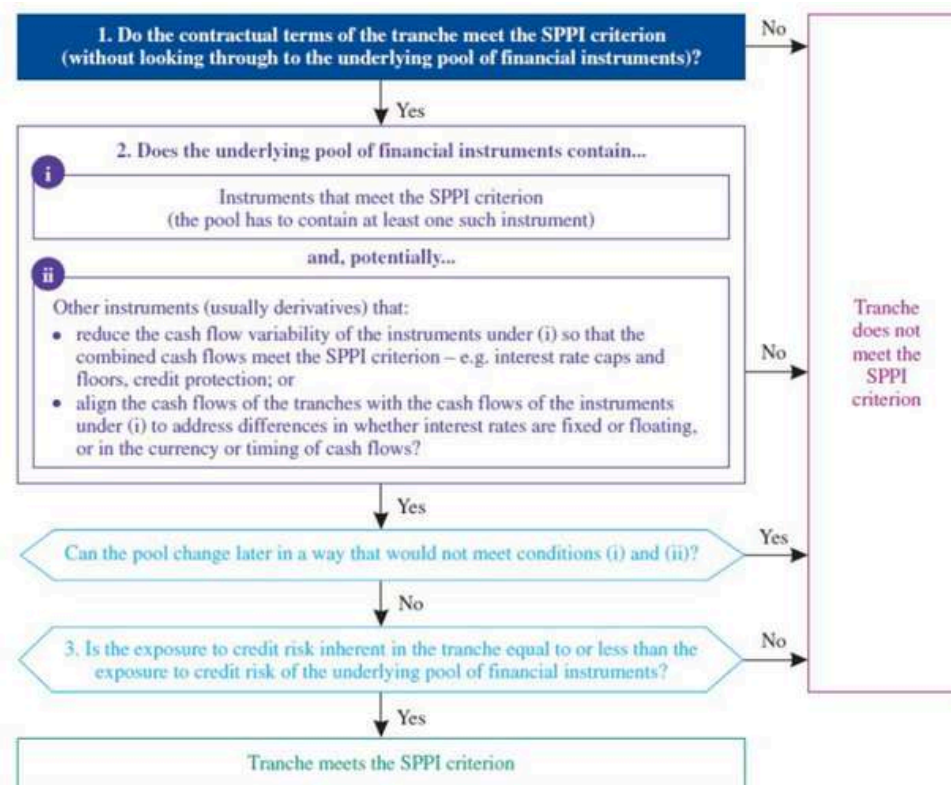 1. Do the contractual terms of the tranche meet the SPPI criterion
(without looking through to the underlying pool of financial instruments)?
No
Yes
2. Does the underlying pool of financial instruments contain...
i
Instruments that meet the SPPI criterion
(the pool has to contain at least one such instrument)
and, potentially...
ii
Other instruments (usually derivatives) that:
• reduce the cash flow variability of the instruments under (i) so that the
combined cash flows meet the SPPI criterion – e.g. interest rate caps and
floors, credit protection; or
• align the cash flows of the tranches with the cash flows of the instruments
under (i) to address differences in whether interest rates are fixed or floating,
or in the currency or timing of cash flows?
No
Tranche
does not
meet the
SPPI
criterion
Yes
Can the pool change later in a way that would not meet conditions (i) and (ii)?
Yes
No
3. Is the exposure to credit risk inherent in the tranche equal to or less than the
exposure to credit risk of the underlying pool of financial instruments?
No
Yes
Tranche meets the SPPI criterion